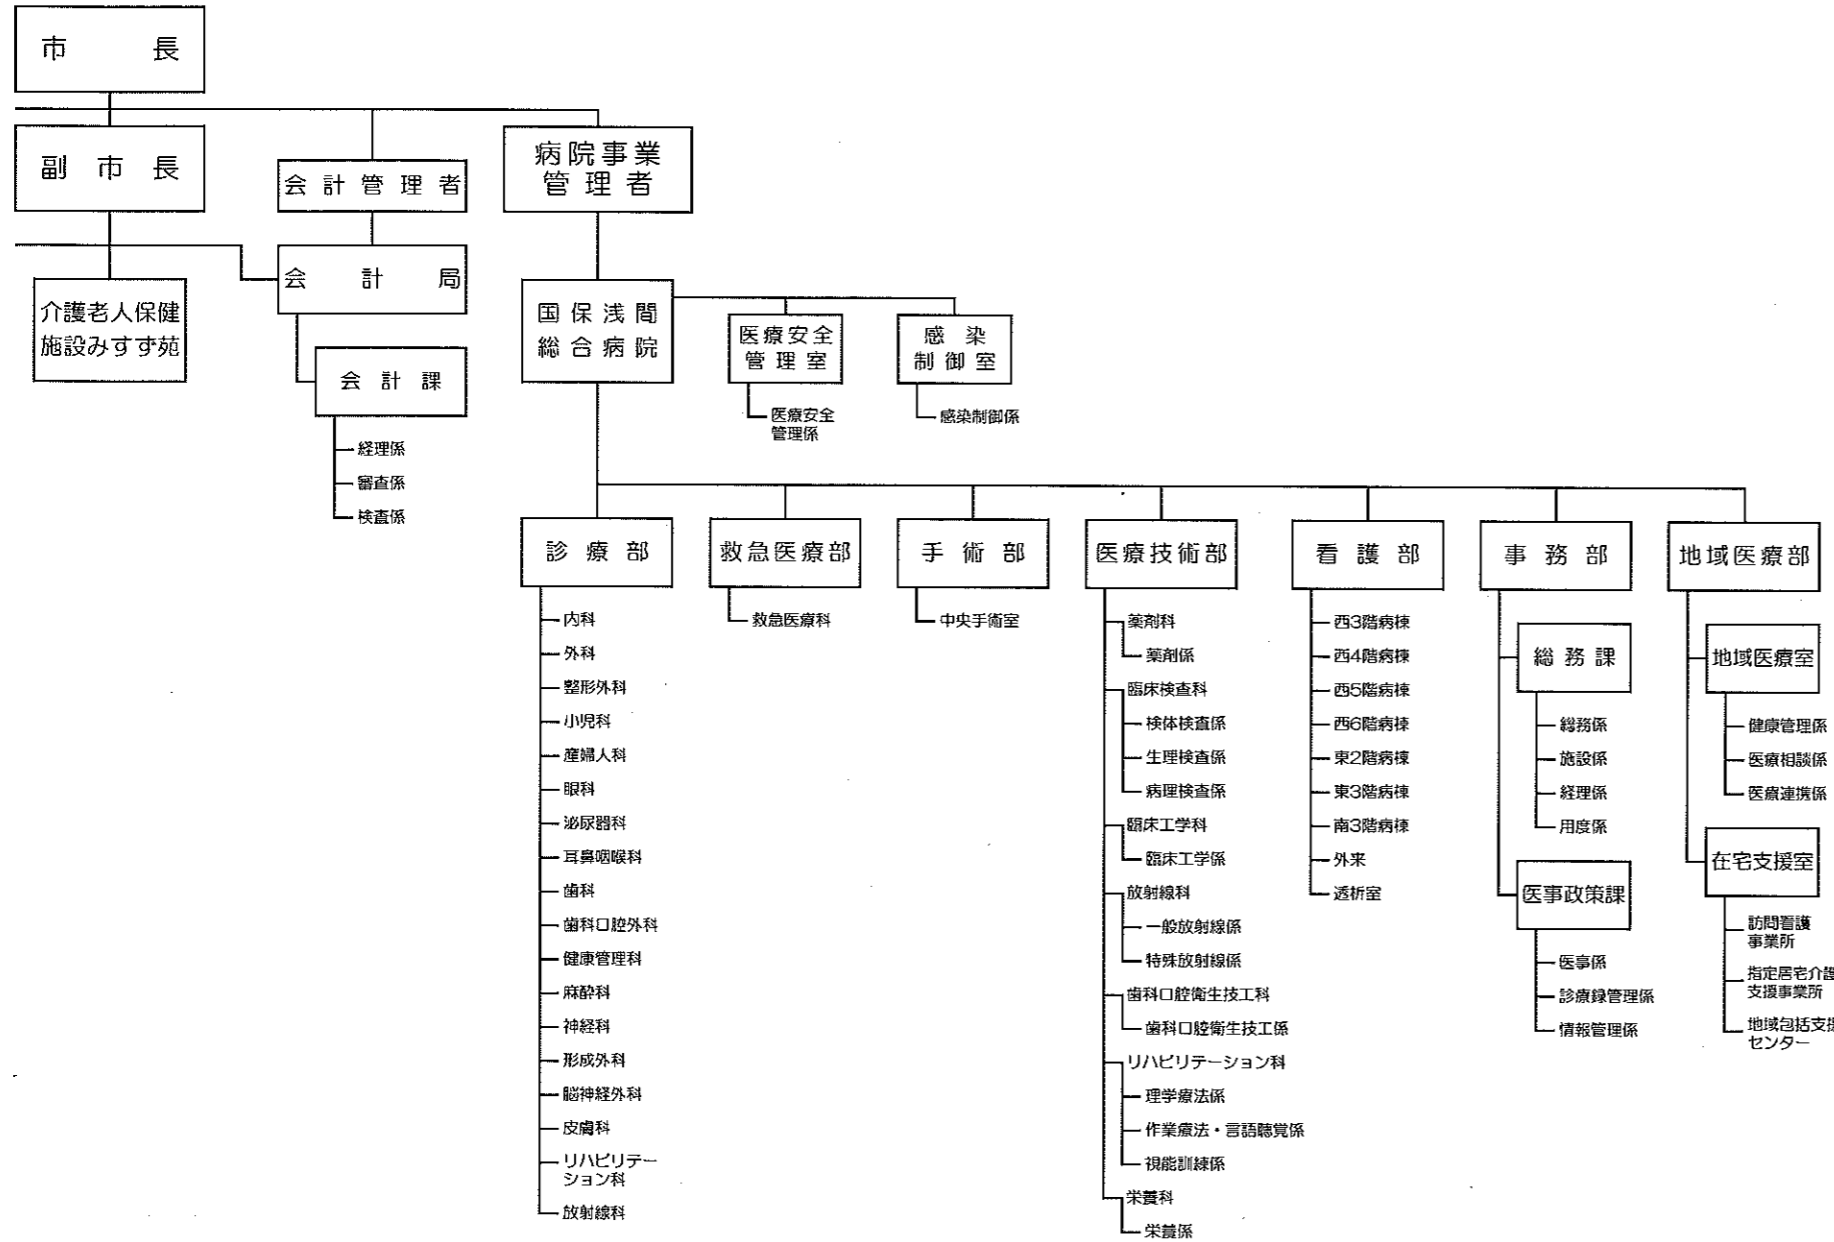 市長
副市長
会計管理者
病院事業
管理者
介護老人保健
施設みすず苑
会計局
会計課
経理係
審査係
検査係
国保浅間
総合病院
医療安全
管理室
医療安全
管理係
感染
制御室
感染制御係
診療部
内科
外科
整形外科
小児科
産婦人科
眼科
泌尿器科
耳鼻咽喉科
歯科
歯科口腔外科
健康管理科
麻酔科
神経科
形成外科
脳神経外科
皮膚科
リハビリテー
ション科
放射線科
救急医療部
救急医療科
手術部
中央手術室
医療技術部
薬剤科
薬剤係
臨床検査科
検体検査係
生理検査係
病理検査係
臨床工学科
臨床工学係
放射線科
一般放射線係
特殊放射線係
歯科口腔衛生技工科
歯科口腔衛生技工係
リハビリテーション科
理学療法係
作業療法・言語聴覚係
視能訓練係
栄養科
栄養係
看護部
西3階病棟
西4階病棟
西5階病棟
西6階病棟
東2階病棟
東3階病棟
南3階病棟
外来
透析室
事務部
総務課
総務係
施設係
経理係
用度係
医事政策課
医事係
診療録管理係
情報管理係
地域医療部
地域医療室
健康管理係
医療相談係
医療連携係
在宅支援室
訪問看護
事業所
指定居宅介護
支援事業所
地域包括支援
センター